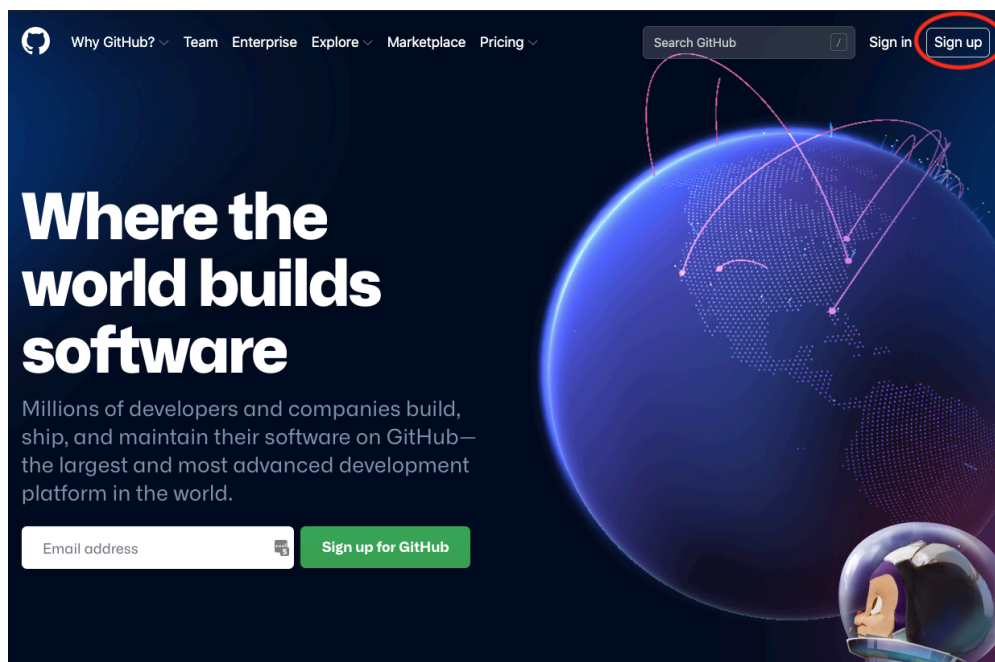 Why GitHub? Team Enterprise Explore Marketplace Pricing Search GitHub / Sign in Sign up
Where the
world builds
software
Millions of developers and companies build,
ship, and maintain their software on GitHub—
the largest and most advanced development
platform in the world.
Email address Sign up for GitHub